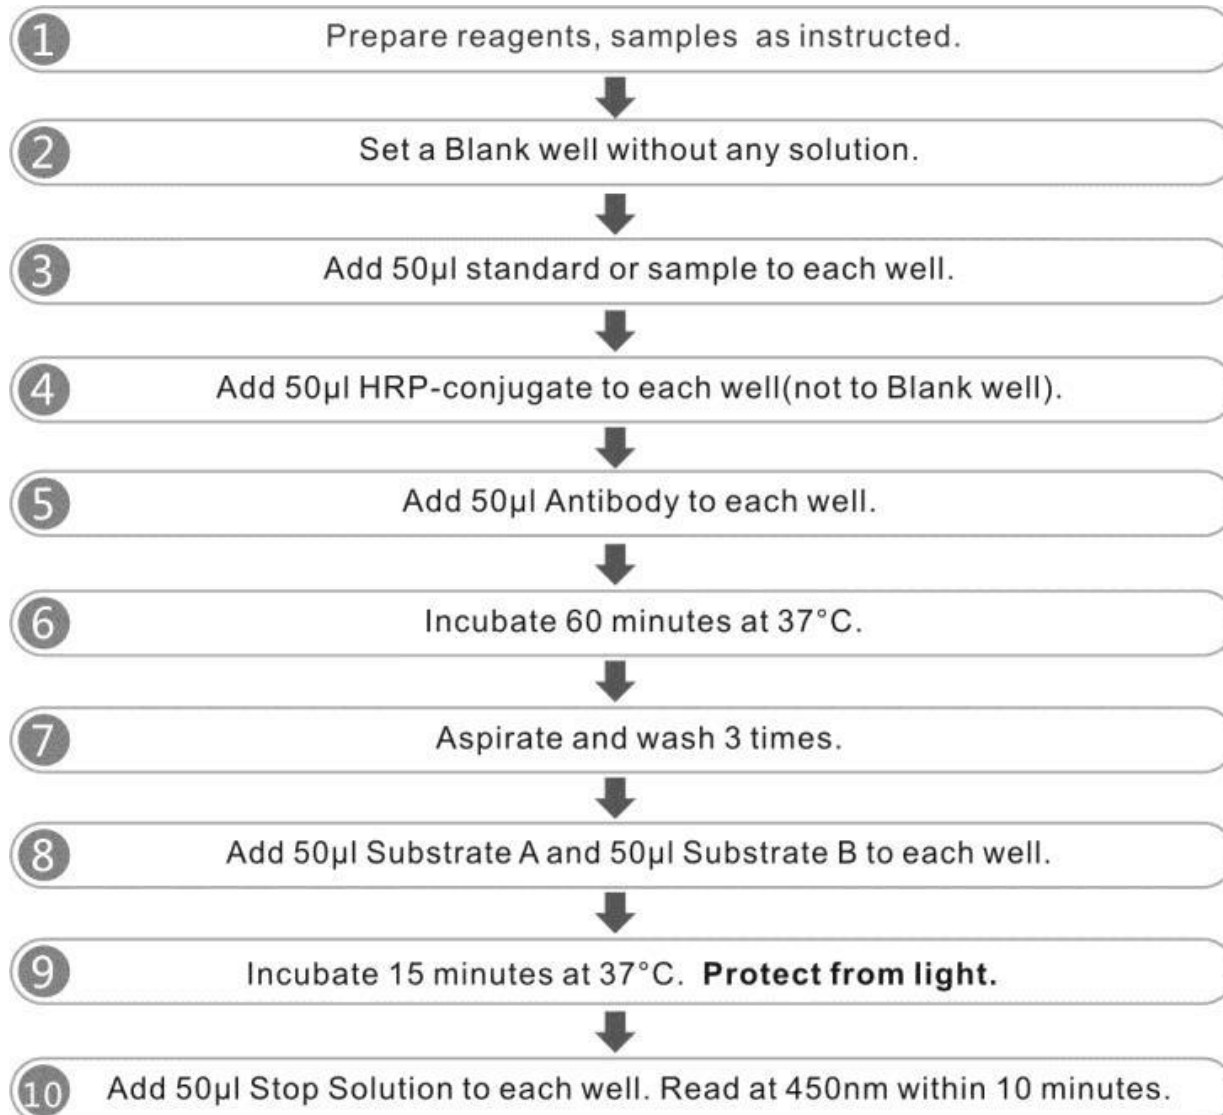 1 Prepare reagents, samples as instructed.
2 Set a Blank well without any solution.
3 Add 50µl standard or sample to each well.
4 Add 50µl HRP-conjugate to each well(not to Blank well).
5 Add 50µl Antibody to each well.
6 Incubate 60 minutes at 37°C.
7 Aspirate and wash 3 times.
8 Add 50µl Substrate A and 50µl Substrate B to each well.
9 Incubate 15 minutes at 37°C. Protect from light.
10 Add 50µl Stop Solution to each well. Read at 450nm within 10 minutes.